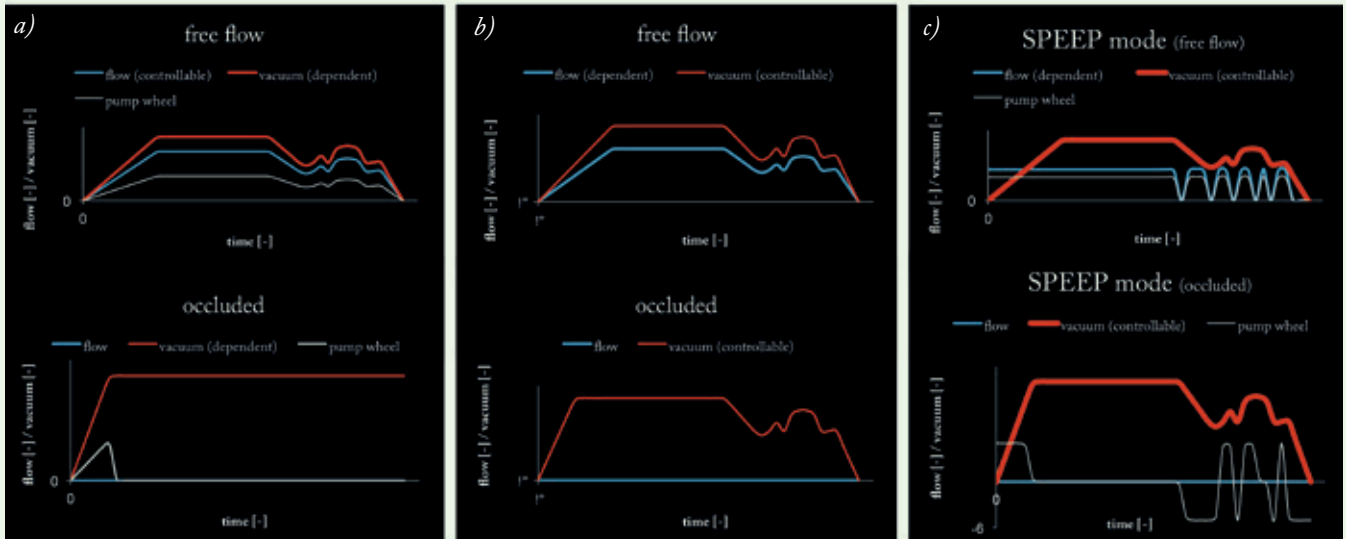 a)
free flow
flow (controllable) vacuum (dependent)
pump wheel
flow [-] / vacuum [-]
0
0
time [-]
occluded
flow vacuum (dependent) pump wheel
flow [-] / vacuum [-]
0
0
time [-]
b)
free flow
flow (dependent) vacuum (controllable)
flow [-] / vacuum [-]
time [-]
occluded
flow vacuum (controllable)
flow [-] / vacuum [-]
time [-]
c)
SPEEP mode (free flow)
flow (dependent) vacuum (controllable)
pump wheel
flow [-] / vacuum [-]
0
0
time [-]
SPEEP mode (occluded)
flow vacuum (controllable) pump wheel
flow [-] / vacuum [-]
0
-6
time [-]